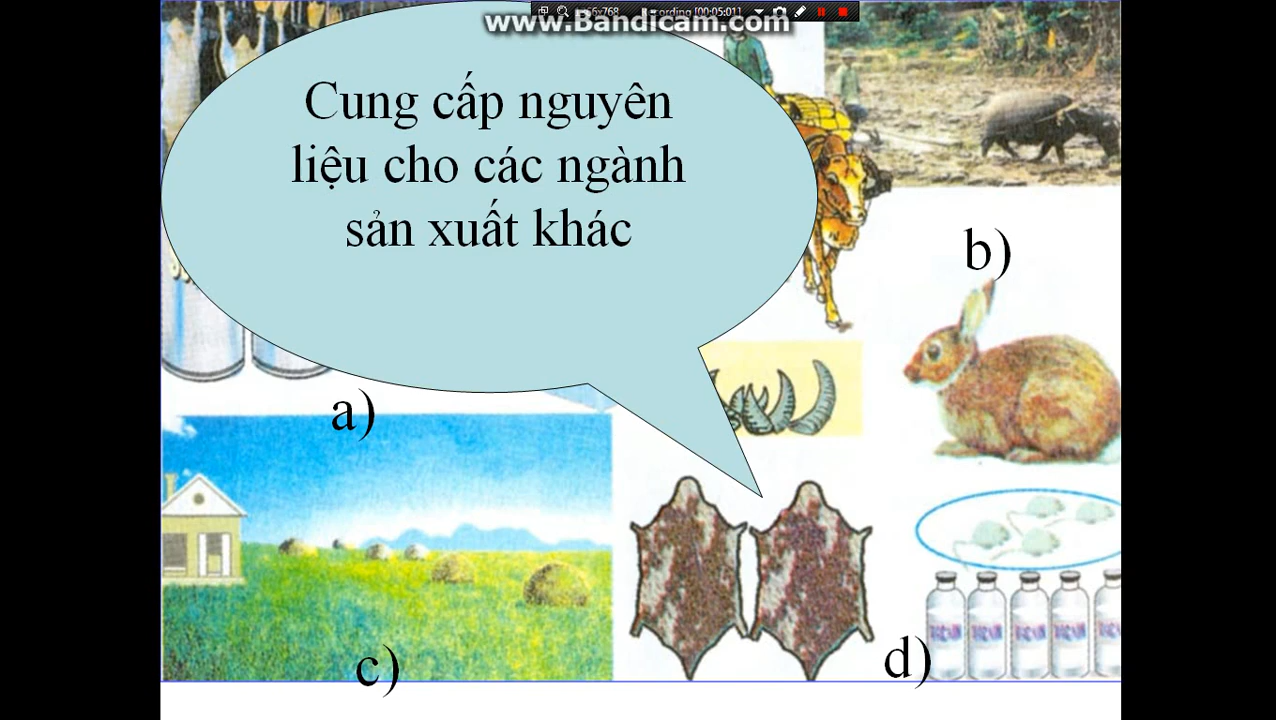 www.Bandicam.com
Cung cấp nguyên
liệu cho các ngành
sản xuất khác
b)
a)
c)
d)